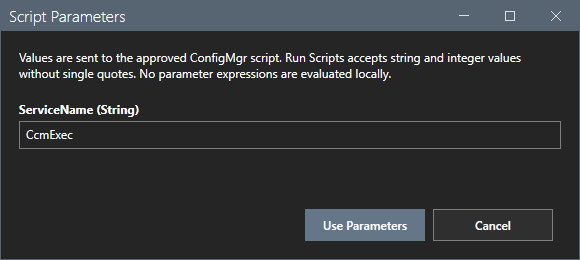 Script Parameters
Values are sent to the approved ConfigMgr script. Run Scripts accepts string and integer values
without single quotes. No parameter expressions are evaluated locally.
ServiceName (String)
CcmExec
Use Parameters
Cancel